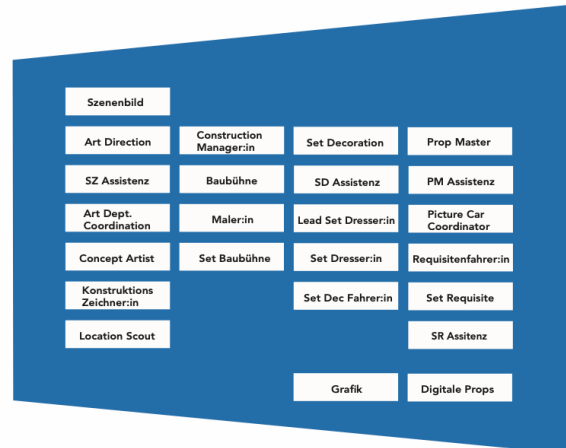 Szenenbild
Art Direction
Construction
Manager:in
Set Decoration
Prop Master
SZ Assistenz
Baubühne
SD Assistenz
PM Assistenz
Art Dept.
Coordination
Maler:in
Lead Set Dresser:in
Picture Car
Coordinator
Concept Artist
Set Baubühne
Set Dresser:in
Requisitenfahrer:in
Konstruktions
Zeichner:in
Set Dec Fahrer:in
Set Requisite
Location Scout
SR Assitenz
Grafik
Digitale Props